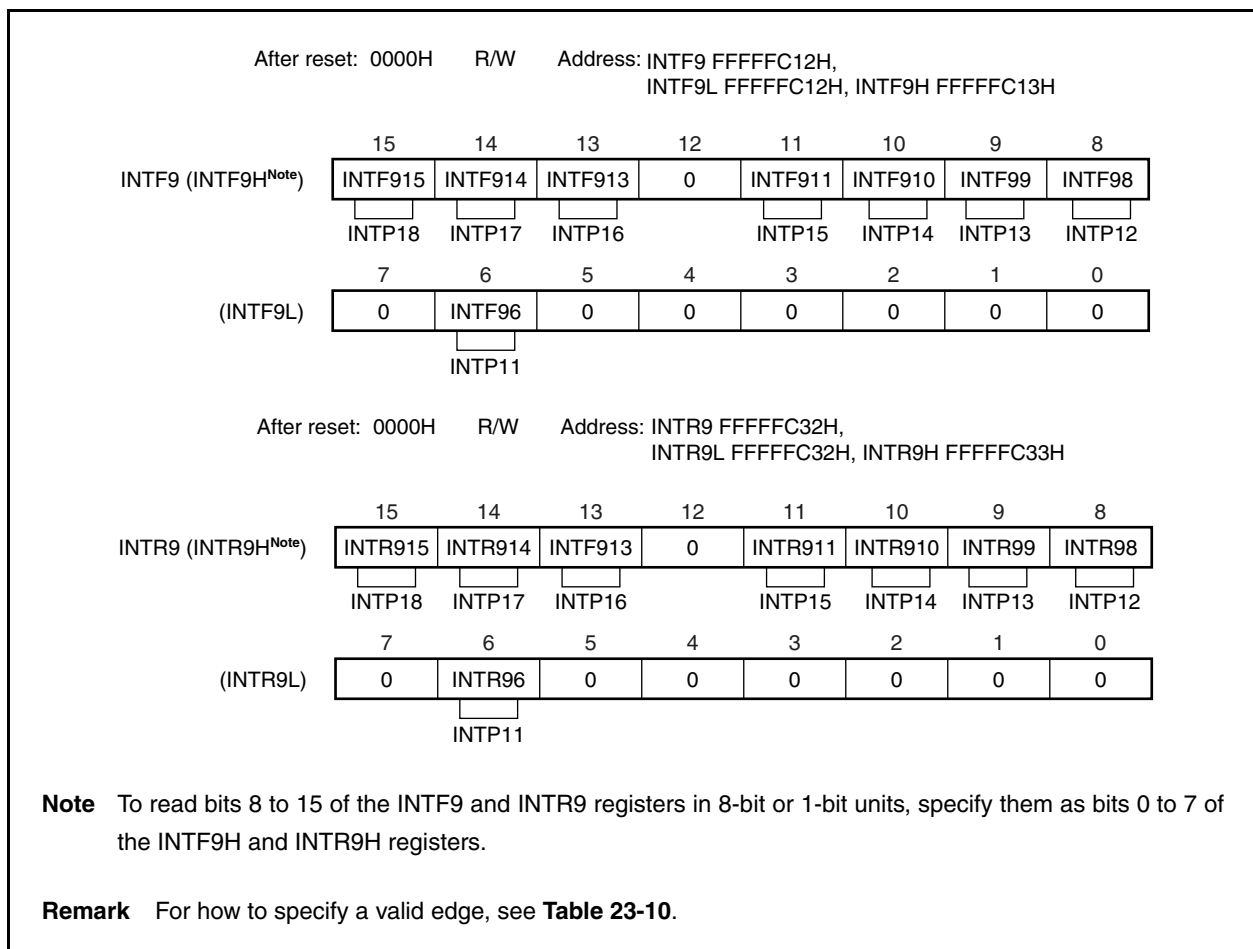 After reset: 0000H R/W Address: INTF9 FFFFFC12H,
INTF9L FFFFFC12H, INTF9H FFFFFC13H
15 14 13 12 11 10 9 8
INTF9 (INTF9HNote) INTF915 INTF914 INTF913 0 INTF911 INTF910 INTF99 INTF98
INTP18 INTP17 INTP16 INTP15 INTP14 INTP13 INTP12
7 6 5 4 3 2 1 0
(INTF9L) 0 INTF96 0 0 0 0 0 0
INTP11
After reset: 0000H R/W Address: INTR9 FFFFFC32H,
INTR9L FFFFFC32H, INTR9H FFFFFC33H
15 14 13 12 11 10 9 8
INTR9 (INTR9HNote) INTR915 INTR914 INTF913 0 INTR911 INTR910 INTR99 INTR98
INTP18 INTP17 INTP16 INTP15 INTP14 INTP13 INTP12
7 6 5 4 3 2 1 0
(INTR9L) 0 INTR96 0 0 0 0 0 0
INTP11
Note To read bits 8 to 15 of the INTF9 and INTR9 registers in 8-bit or 1-bit units, specify them as bits 0 to 7 of
the INTF9H and INTR9H registers.
Remark For how to specify a valid edge, see Table 23-10.